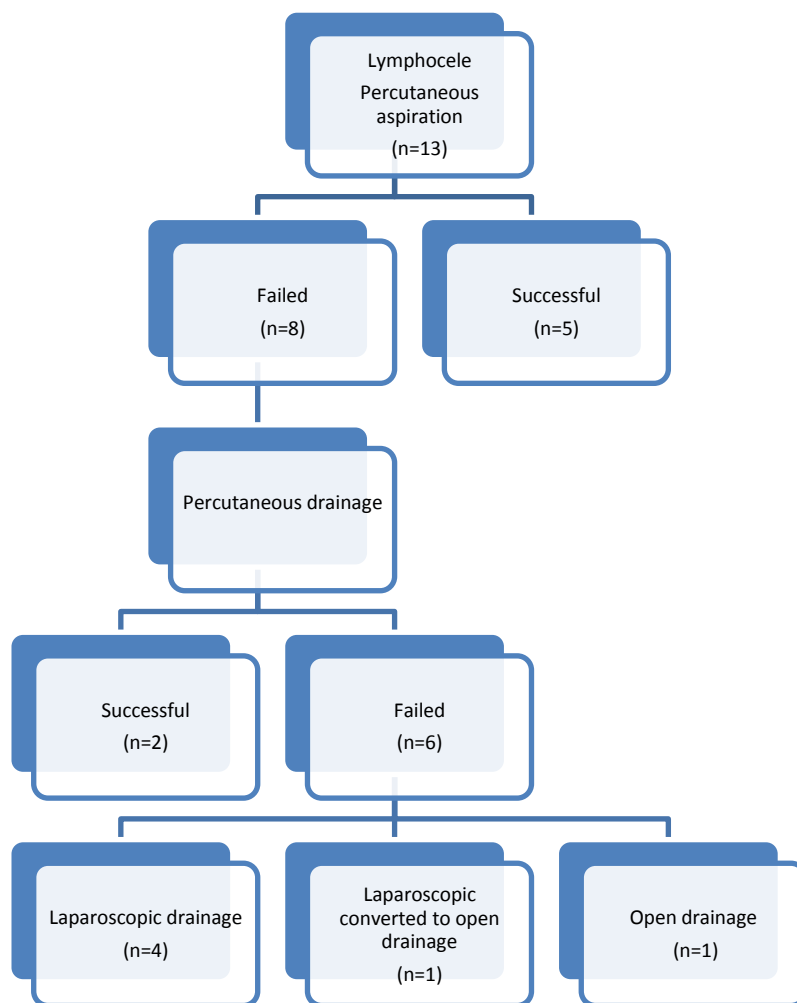 Lymphocele
Percutaneous
aspiration
(n=13)
Failed
(n=8)
Successful
(n=5)
Percutaneous drainage
Successful
(n=2)
Failed
(n=6)
Laparoscopic drainage
(n=4)
Laparoscopic
converted to open
drainage
(n=1)
Open drainage
(n=1)